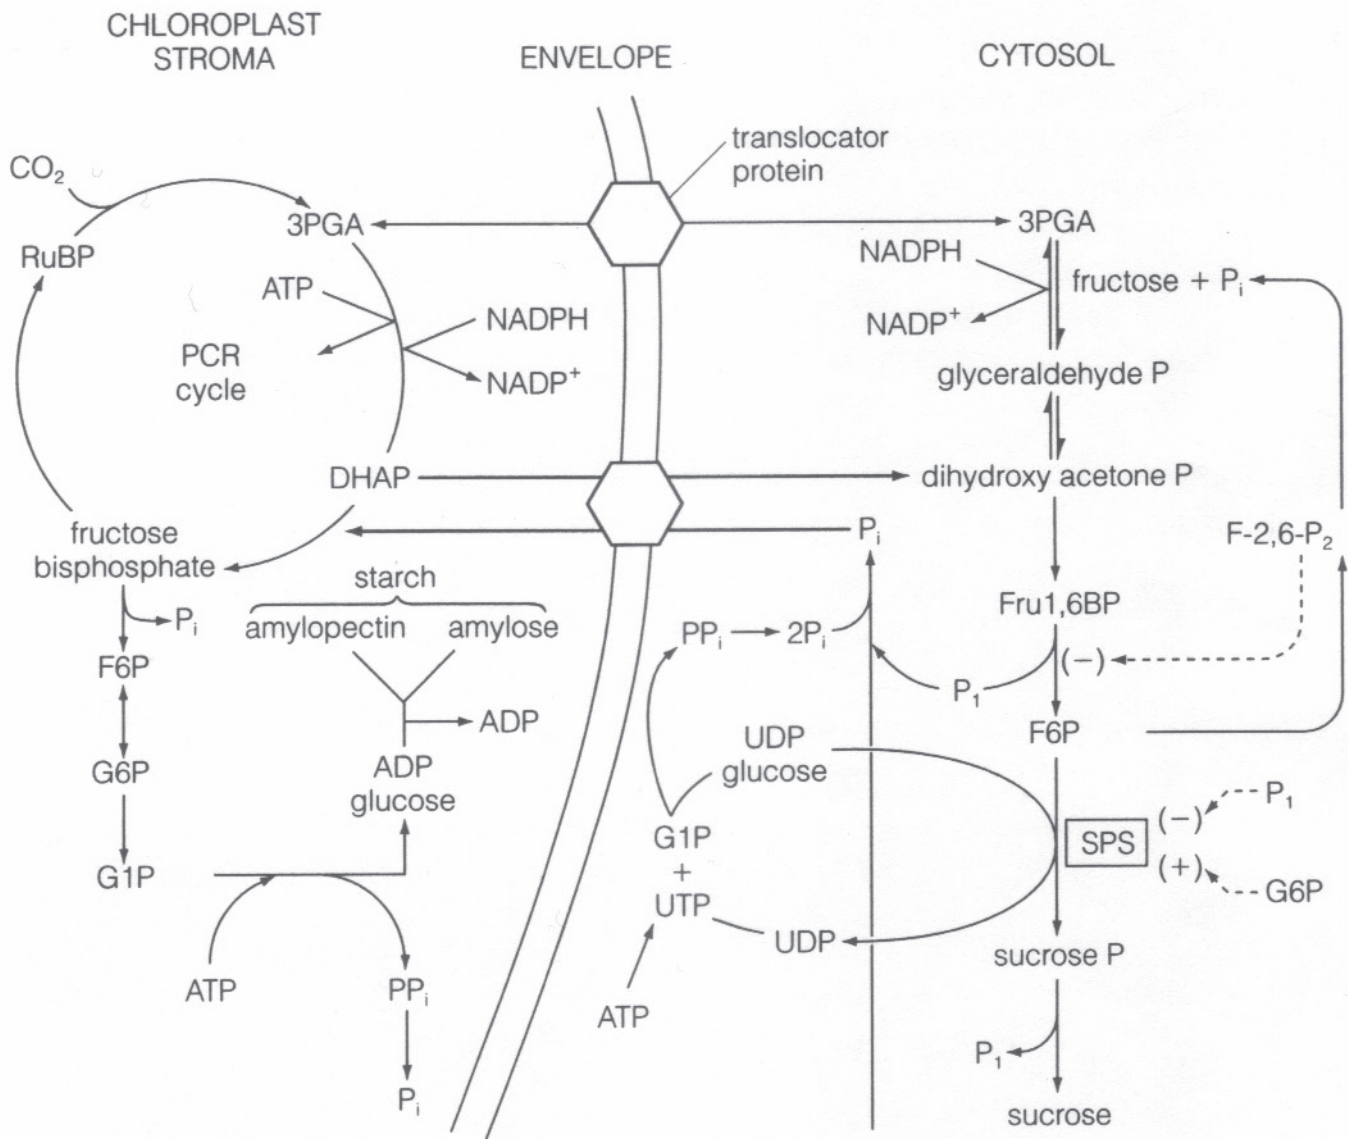 CHLOROPLAST
STROMA
ENVELOPE
CYTOSOL
translocator
protein
CO₂
3PGA
3PGA
RuBP
NADPH
fructose + Pᵢ
ATP
NADPH
NADP⁺
PCR
cycle
NADP⁺
glyceraldehyde P
DHAP
dihydroxy acetone P
fructose
bisphosphate
Pᵢ
F-2,6-P₂
starch
Fru1,6BP
Pᵢ
amylopectin
amylose
PPᵢ
2Pᵢ
(−)
F6P
P₁
ADP
F6P
UDP
glucose
G6P
ADP
glucose
P₁
(−)
SPS
G1P
+
UTP
(+)
G6P
G1P
UDP
sucrose P
ATP
PPᵢ
ATP
P₁
Pᵢ
sucrose